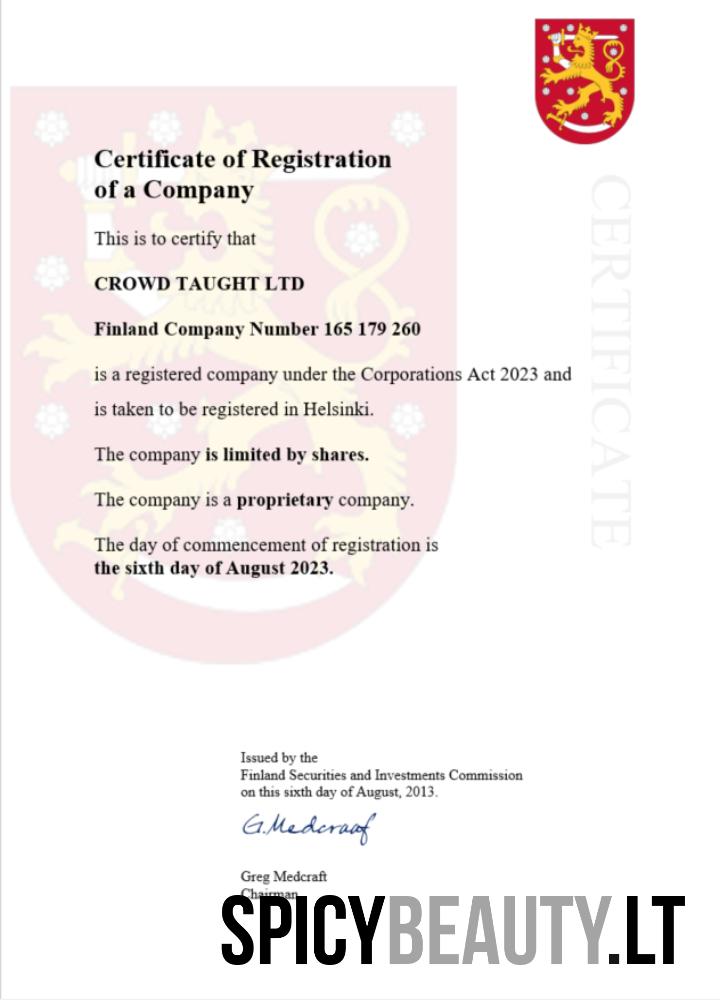 Certificate of Registration
of a Company
This is to certify that
CROWD TAUGHT LTD
Finland Company Number 165 179 260
is a registered company under the Corporations Act 2023 and
is taken to be registered in Helsinki.
The company is limited by shares.
The company is a proprietary company.
The day of commencement of registration is
the sixth day of August 2023.
CERTIFICATE
Issued by the
Finland Securities and Investments Commission
on this sixth day of August, 2013.
G.Medcraaf
Greg Medcraft
Chairman
SPICYBEAUTY.LT